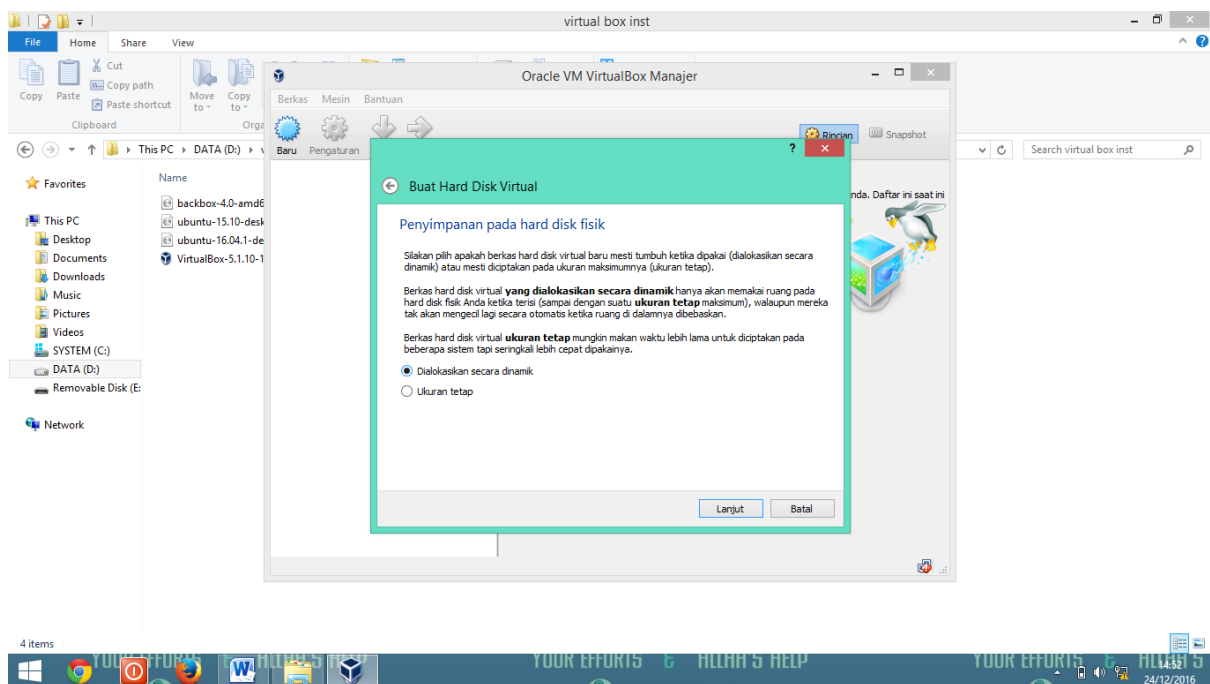 virtual box inst
File Home Share View
Cut
Copy path
Paste shortcut
Copy Paste Move to Copy to
Clipboard Orga
This PC DATA (D:)
Search virtual box inst
Favorites
This PC
Desktop
Documents
Downloads
Music
Pictures
Videos
SYSTEM (C:)
DATA (D:)
Removable Disk (E:
Network
Name
backbox-4.0-amd6
ubuntu-15.10-desk
ubuntu-16.04.1-de
VirtualBox-5.1.10-1
Oracle VM VirtualBox Manajer
Berkas Mesin Bantuan
Baru Pengaturan
Rincian Snapshot
nda. Daftar ini saat ini
?
Buat Hard Disk Virtual
Penyimpanan pada hard disk fisik
Silakan pilh apakah berkas hard disk virtual baru mesti tumbuh ketika dipakai (dialokasikan secara
dinamik) atau mesti diciptakan pada ukuran maksimumnya (ukuran tetap).
Berkas hard disk virtual yang dialokasikan secara dinamik hanya akan memakai ruang pada
hard disk fisik Anda ketika terisi (sampai dengan suatu ukuran tetap maksimum), walaupun mereka
tak akan mengecil lagi secara otomatis ketika ruang di dalamnya dibebaskan.
Berkas hard disk virtual ukuran tetap mungkin makan waktu lebih lama untuk diciptakan pada
beberapa sistem tapi seringkali lebih cepat dipakainya.
Dialokasikan secara dinamik
Ukuran tetap
Lanjut Batal
4 items
YOUR EFFORTS & ALLAH'S HELP
14:52
24/12/2016